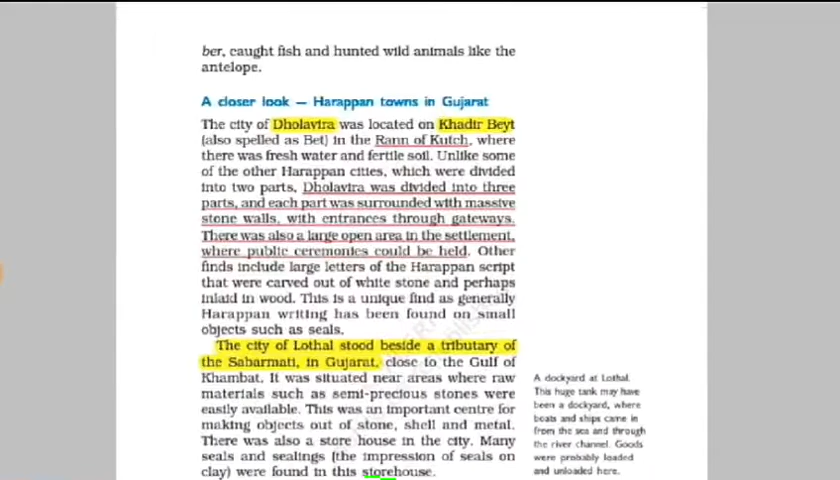 ber, caught fish and hunted wild animals like the
antelope.
A closer look — Harappan towns in Gujarat
The city of Dholavira was located on Khadir Beyt
(also spelled as Bet) in the Rann of Kutch, where
there was fresh water and fertile soil. Unlike some
of the other Harappan cities, which were divided
into two parts, Dholavira was divided into three
parts, and each part was surrounded with massive
stone walls, with entrances through gateways.
There was also a large open area in the settlement,
where public ceremonies could be held. Other
finds include large letters of the Harappan script
that were carved out of white stone and perhaps
inlaid in wood. This is a unique find as generally
Harappan writing has been found on small
objects such as seals.
The city of Lothal stood beside a tributary of
the Sabarmati, in Gujarat, close to the Gulf of
Khambat. It was situated near areas where raw
materials such as semi-precious stones were
easily available. This was an important centre for
making objects out of stone, shell and metal.
There was also a store house in the city. Many
seals and sealings (the impression of seals on
clay) were found in this storehouse.
A dockyard at Lothal.
This huge tank may have
been a dockyard, where
boats and ships came in
from the sea and through
the river channel. Goods
were probably loaded
and unloaded here.